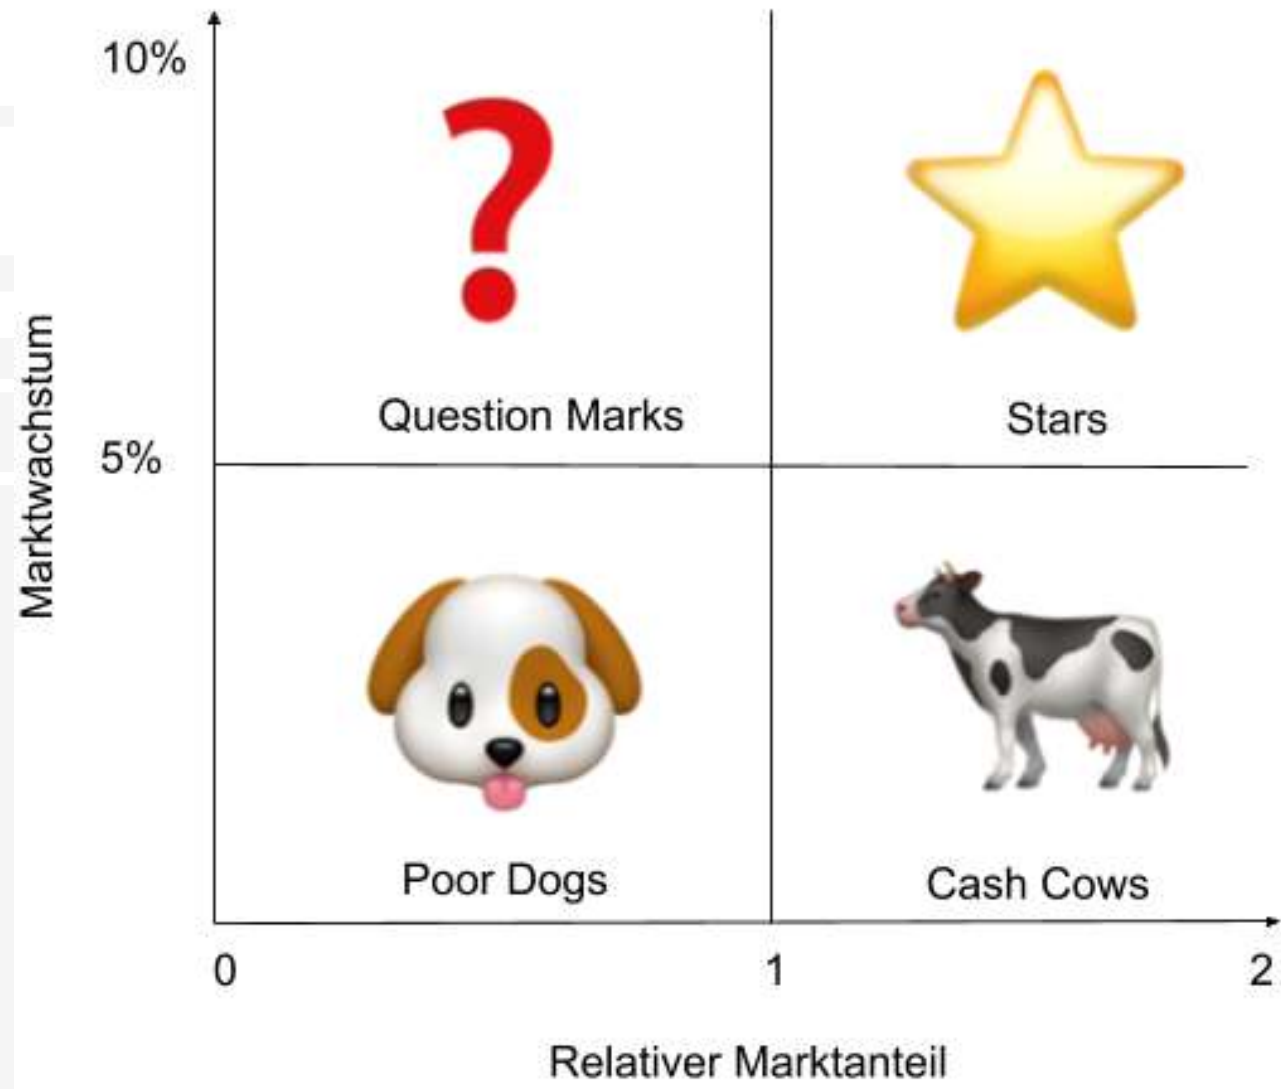 10%
Question Marks
Stars
5%
Marktwachstum
Poor Dogs
Cash Cows
0
1
2
Relativer Marktanteil